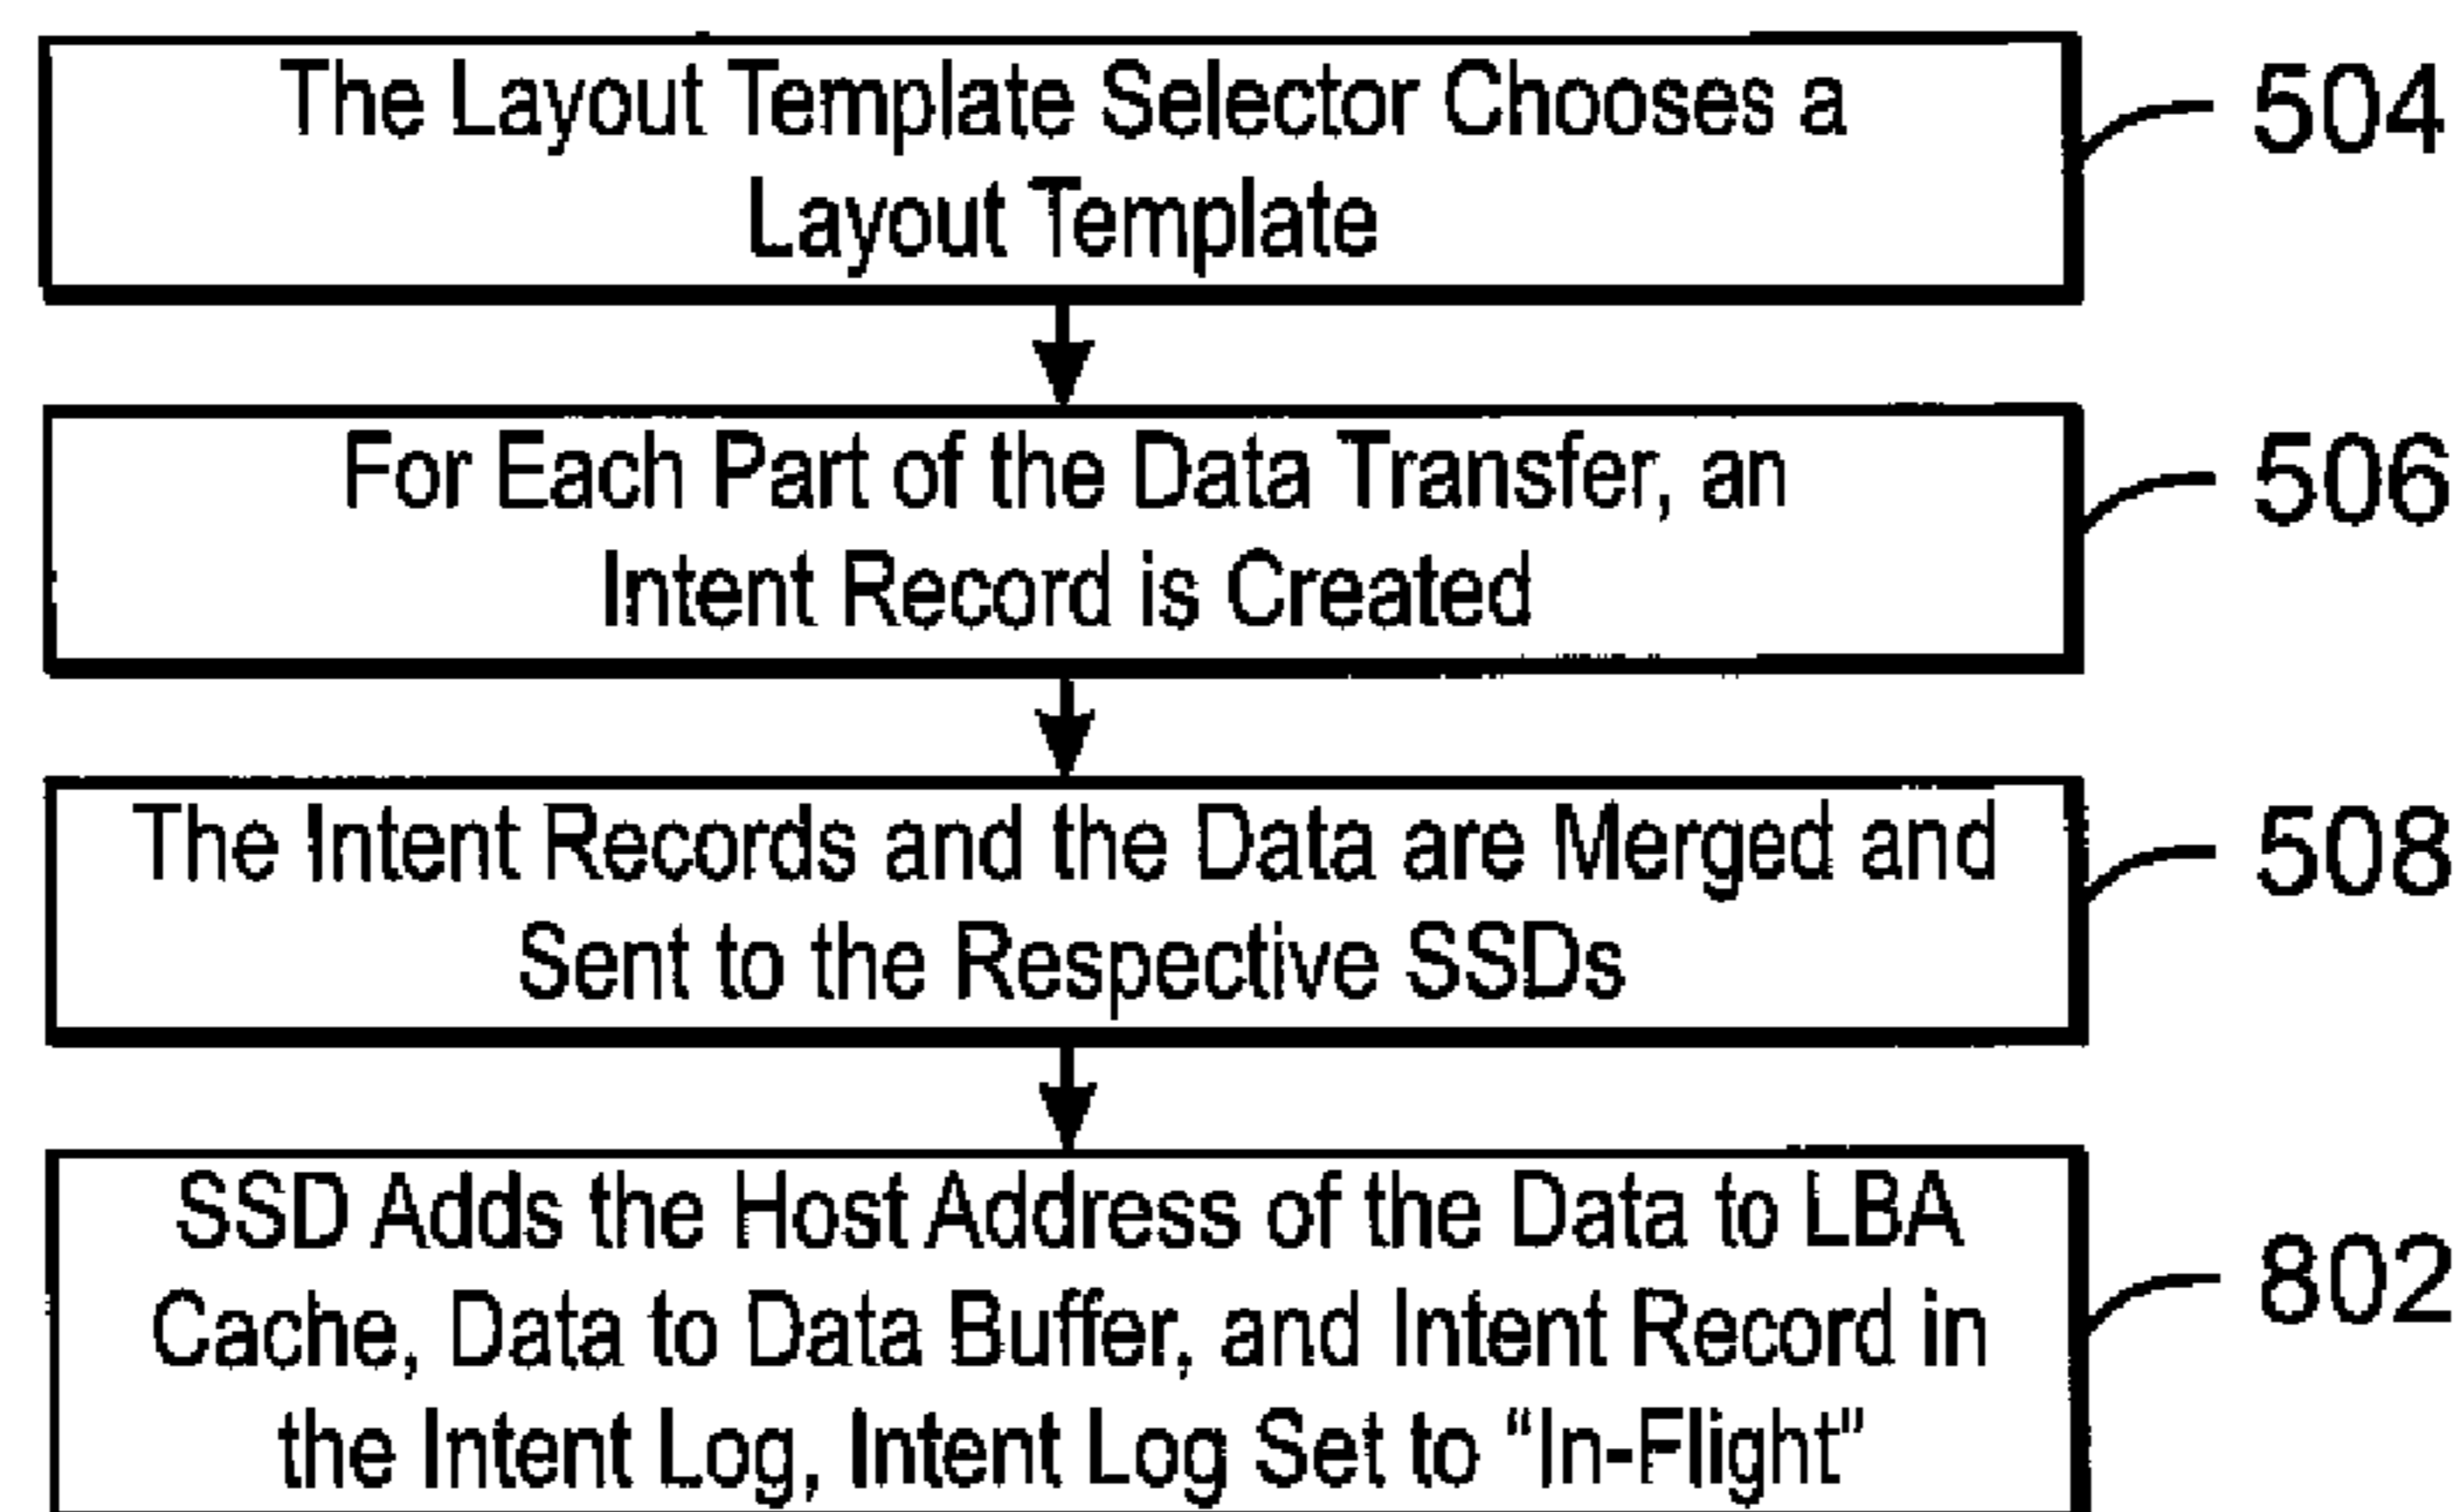 The Layout Template Selector Chooses a
Layout Template
504
For Each Part of the Data Transfer, an
Intent Record is Created
506
The Intent Records and the Data are Merged and
Sent to the Respective SSDs
508
SSD Adds the Host Address of the Data to LBA
Cache, Data to Data Buffer, and Intent Record in
the Intent Log, Intent Log Set to “In-Flight”
802